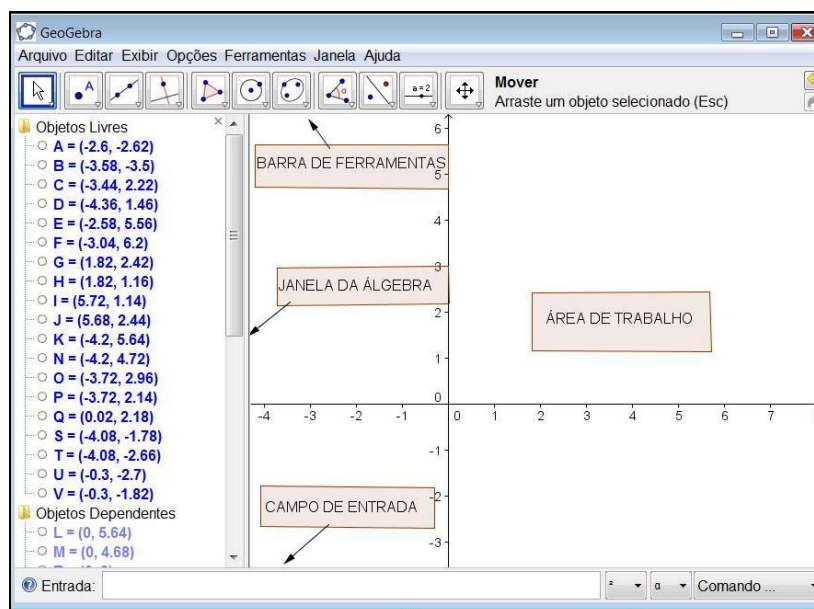 GeoGebra
Arquivo Editar Exibir Opções Ferramentas Janela Ajuda
A
α
a=2
Mover
Arraste um objeto selecionado (Esc)
Objetos Livres
A = (-2.6, -2.62)
B = (-3.58, -3.5)
C = (-3.44, 2.22)
D = (-4.36, 1.46)
E = (-2.58, 5.56)
F = (-3.04, 6.2)
G = (1.82, 2.42)
H = (1.82, 1.16)
I = (5.72, 1.14)
J = (5.68, 2.44)
K = (-4.2, 5.64)
N = (-4.2, 4.72)
O = (-3.72, 2.96)
P = (-3.72, 2.14)
Q = (0.02, 2.18)
S = (-4.08, -1.78)
T = (-4.08, -2.66)
U = (-0.3, -2.7)
V = (-0.3, -1.82)
Objetos Dependentes
L = (0, 5.64)
M = (0, 4.68)
BARRA DE FERRAMENTAS
JANELA DA ÁLGEBRA
ÁREA DE TRABALHO
CAMPO DE ENTRADA
6
5
4
3
2
1
0
-4 -3 -2 -1 0 1 2 3 4 5 6 7
-1
-2
-3
Entrada:
² α Comando ...